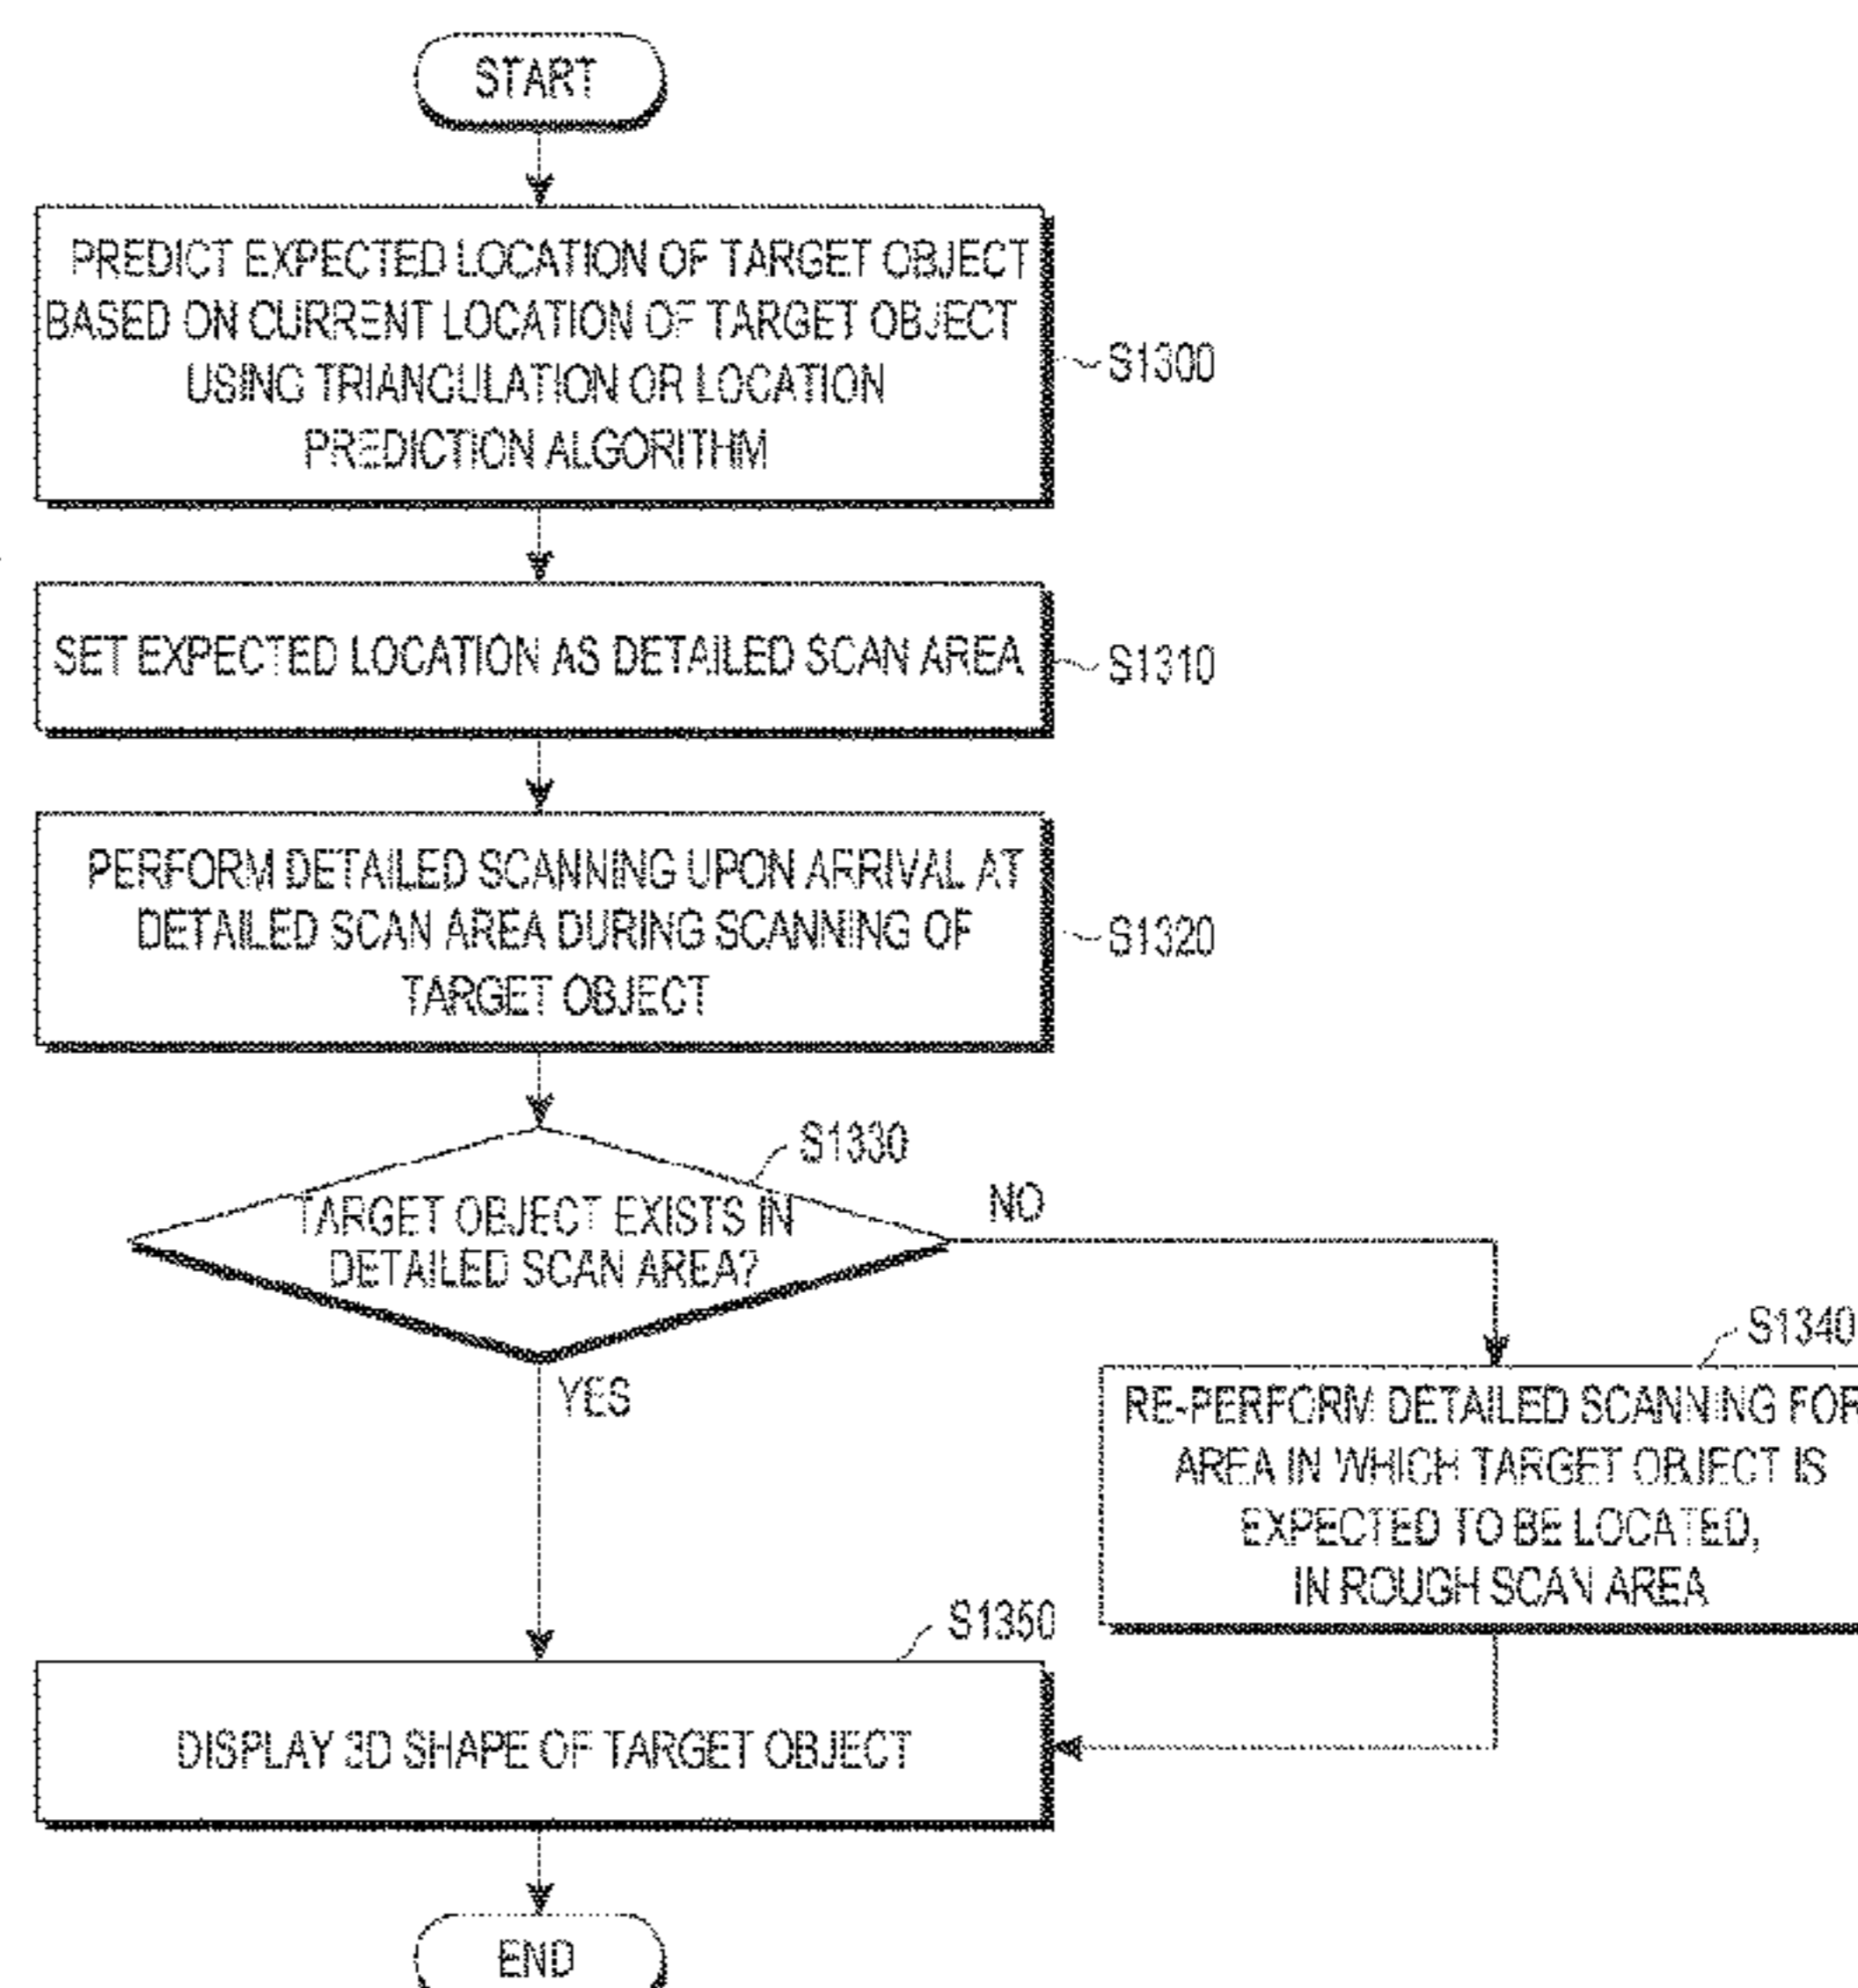 START
PREDICT EXPECTED LOCATION OF TARGET OBJECT
BASED ON CURRENT LOCATION OF TARGET OBJECT
USING TRIANGULATION OR LOCATION
PREDICTION ALGORITHM
S1300
SET EXPECTED LOCATION AS DETAILED SCAN AREA
S1310
PERFORM DETAILED SCANNING UPON ARRIVAL AT
DETAILED SCAN AREA DURING SCANNING OF
TARGET OBJECT
S1320
S1330
TARGET OBJECT EXISTS IN
DETAILED SCAN AREA?
NO
YES
S1340
RE-PERFORM DETAILED SCANNING FOR
AREA IN WHICH TARGET OBJECT IS
EXPECTED TO BE LOCATED,
IN ROUGH SCAN AREA
S1350
DISPLAY 3D SHAPE OF TARGET OBJECT
END